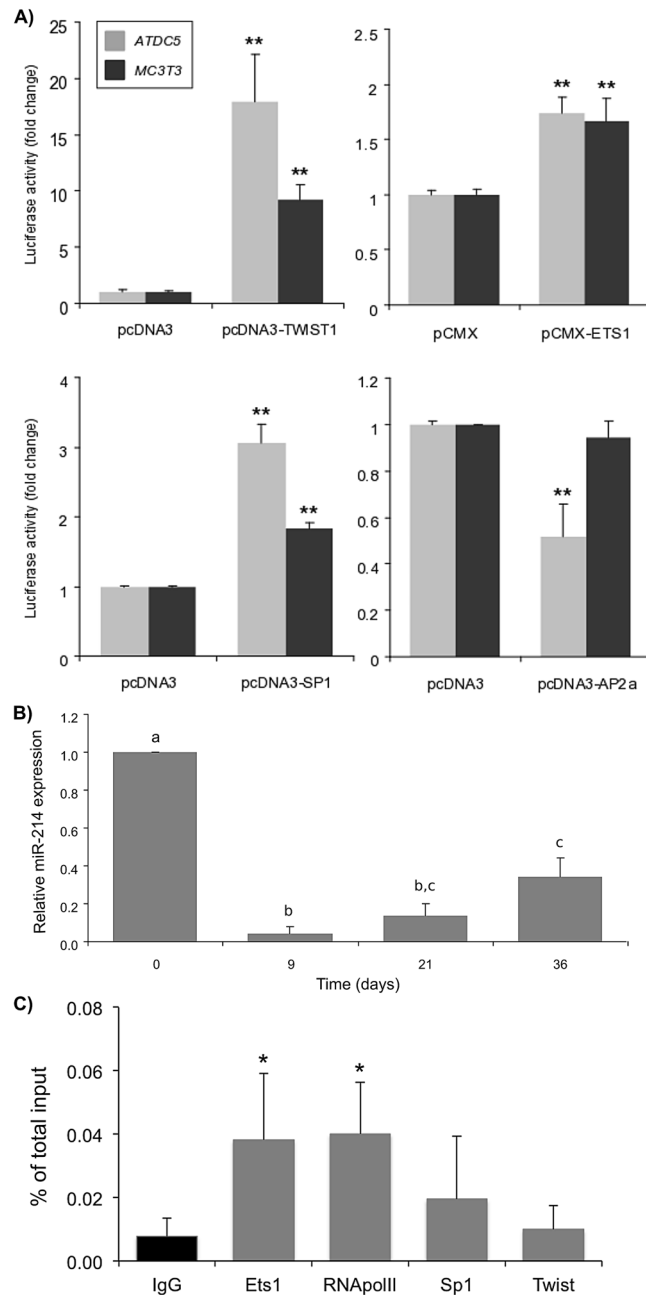 A)
ATDC5
MC3T3
Luciferase activity (fold change)
25
20
15
10
5
0
**
**
pcDNA3
pcDNA3-TWIST1
2.5
2
1.5
1
0.5
0
**
**
pCMX
pCMX-ETS1
Luciferase activity (fold change)
4
3
2
1
0
**
**
pcDNA3
pcDNA3-SP1
1.2
1
0.8
0.6
0.4
0.2
0
**
pcDNA3
pcDNA3-AP2a
B)
Relative miR-214 expression
1.2
1.0
0.8
0.6
0.4
0.2
0.0
a
b
b,c
c
0
9
21
36
Time (days)
C)
% of total input
0.08
0.06
0.04
0.02
0.00
*
*
IgG
Ets1
RNApolII
Sp1
Twist